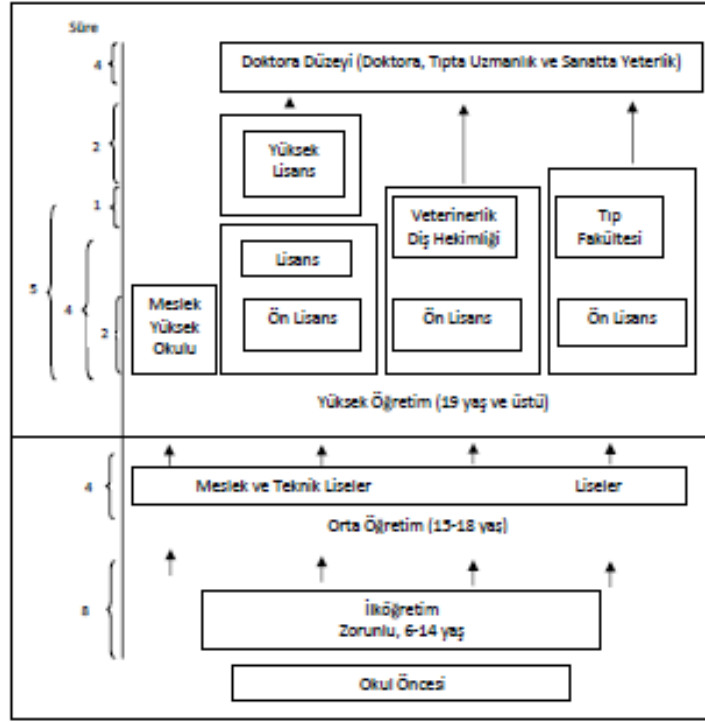 Süre
4
Doktora Düzeyi (Doktora, Tıpta Uzmanlık ve Sanatta Yeterlik)
2
Yüksek
Lisans
1
Veterinerlik
Diş Hekimliği
Tıp
Fakültesi
Lisans
5
4
2
Meslek
Yüksek
Okulu
Ön Lisans
Ön Lisans
Ön Lisans
Yüksek Öğretim (19 yaş ve üstü)
4
Meslek ve Teknik Liseler
Liseler
Orta Öğretim (15-18 yaş)
8
İlköğretim
Zorunlu, 6-14 yaş
Okul Öncesi